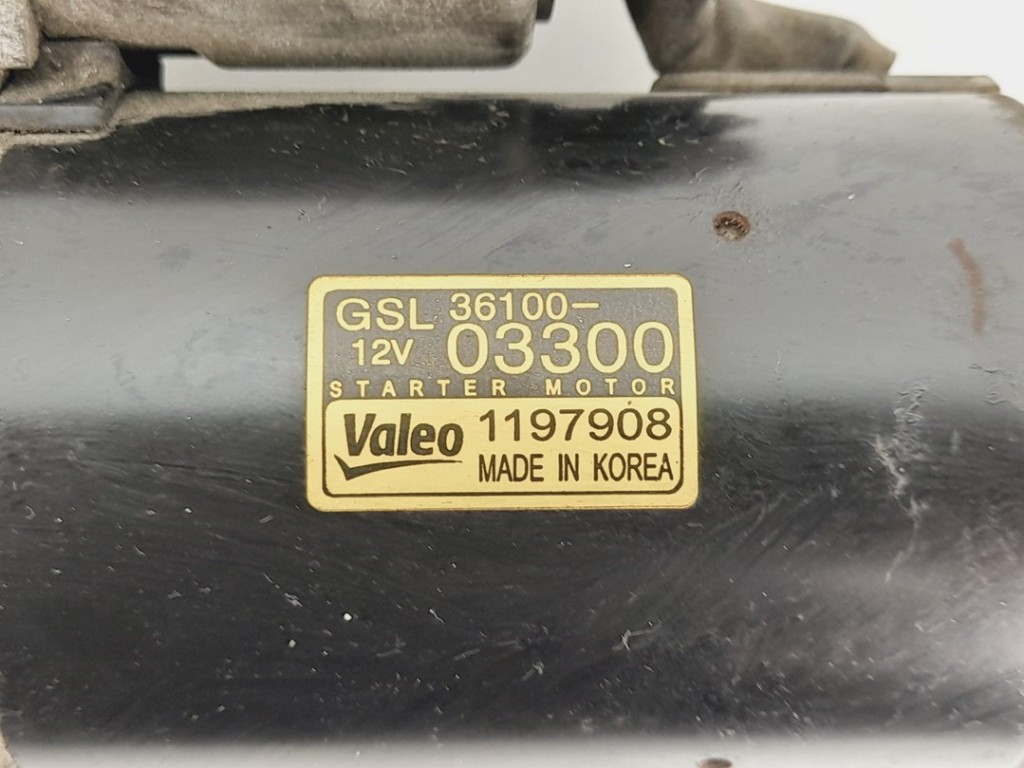 GSL 36100-
12V 03300
STARTER MOTOR
Valeo 1197908
MADE IN KOREA